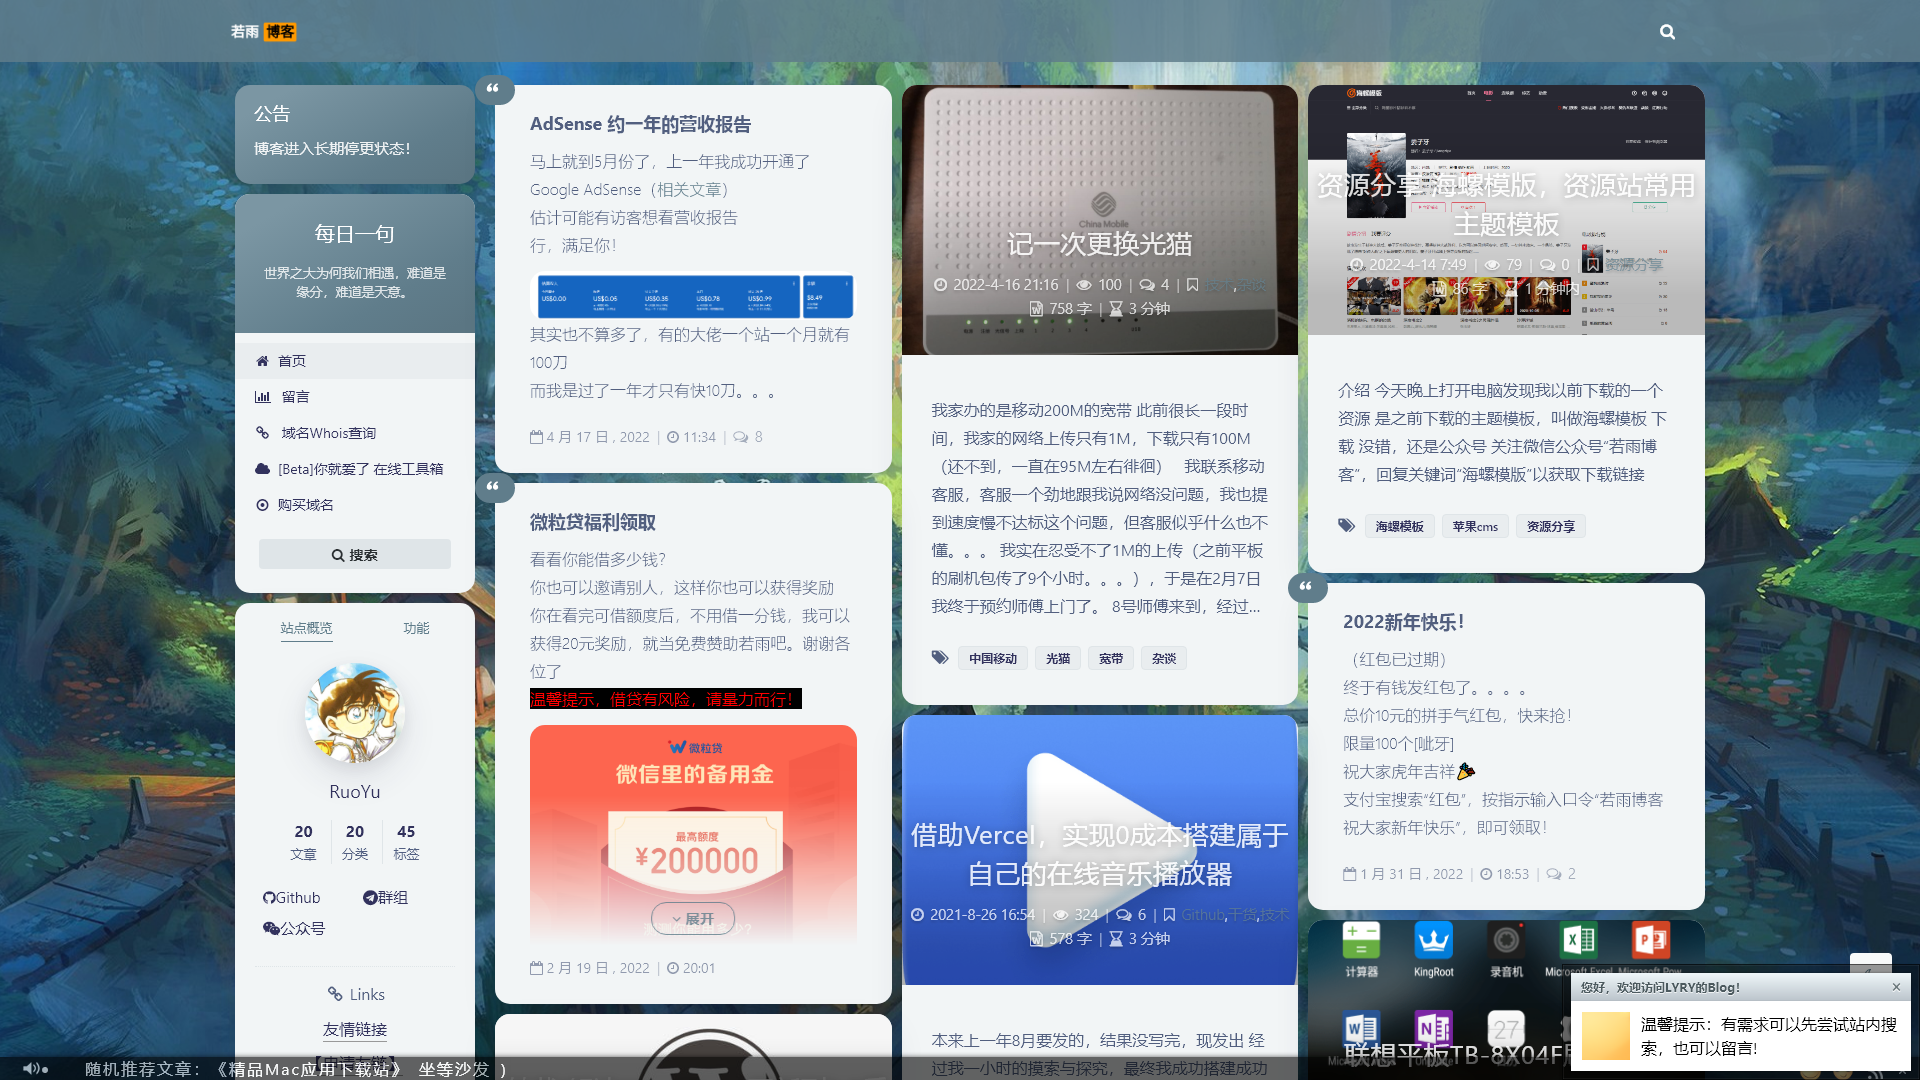 若雨 博客
公告
博客进入长期停更状态！
每日一句
世界之大为何我们相遇，难道是
缘分，难道是天意。
首页
留言
域名Whois查询
[Beta]你就爱了 在线工具箱
购买域名
搜索
站点概览 功能
RuoYu
20 20 45
文章 分类 标签
Github 群组
公众号
Links
友情链接
AdSense 约一年的营收报告
马上就到5月份了，上一年我成功开通了
Google AdSense（相关文章）
估计可能有访客想看营收报告
行，满足你！
US$0.00 US$0.05 US$0.35 US$0.78 US$0.99 $8.49
其实也不算多了，有的大佬一个站一个月就有
100刀
而我是过了一年才只有快10刀。。。
4 月 17 日 , 2022 | 11:34 | 8
微粒贷福利领取
看看你能借多少钱？
你也可以邀请别人，这样你也可以获得奖励
你在看完可借额度后，不用借一分钱，我可以
获得20元奖励，就当免费赞助若雨吧。谢谢各
位了
温馨提示，借贷有风险，请量力而行！
微粒贷
微信里的备用金
最高额度
¥200000
展开
2 月 19 日 , 2022 | 20:01
China Mobile
记一次更换光猫
2022-4-16 21:16 | 100 | 4 |
758 字 | 3 分钟
我家办的是移动200M的宽带 此前很长一段时
间，我家的网络上传只有1M，下载只有100M
（还不到，一直在95M左右徘徊） 我联系移动
客服，客服一个劲地跟我说网络没问题，我也提
到速度慢不达标这个问题，但客服似乎什么也不
懂。。。 我实在忍受不了1M的上传（之前平板
的刷机包传了9个小时。。。），于是在2月7日
我终于预约师傅上门了。 8号师傅来到，经过...
中国移动 光猫 宽带 杂谈
借助Vercel，实现0成本搭建属于
自己的在线音乐播放器
2021-8-26 16:54 | 324 | 6 | Github,干货,技术
578 字 | 3 分钟
本来上一年8月要发的，结果没写完，现发出 经
过我一小时的摸索与探究，最终我成功搭建成功
海螺模版
姜子牙
资源分享 海螺模版，资源站常用
主题模板
2022-4-14 7:49 | 79 | 0 | 资源分享
86 字 | 1 分钟内
介绍 今天晚上打开电脑发现我以前下载的一个
资源 是之前下载的主题模板，叫做海螺模板 下
载 没错，还是公众号 关注微信公众号“若雨博
客”，回复关键词“海螺模版”以获取下载链接
海螺模板 苹果cms 资源分享
2022新年快乐！
（红包已过期）
终于有钱发红包了。。。。
总价10元的拼手气红包，快来抢！
限量100个[呲牙]
祝大家虎年吉祥🎉
支付宝搜索“红包”，按指示输入口令“若雨博客
祝大家新年快乐”，即可领取！
1 月 31 日 , 2022 | 18:53 | 2
计算器 KingRoot 录音机 Microsoft Excel Microsoft Pow
27
联想平板TB-8X04F
您好，欢迎访问LYRY的Blog！ ×
温馨提示：有需求可以先尝试站内搜
索，也可以留言!
随机推荐文章：《精品Mac应用下载站》 坐等沙发 )